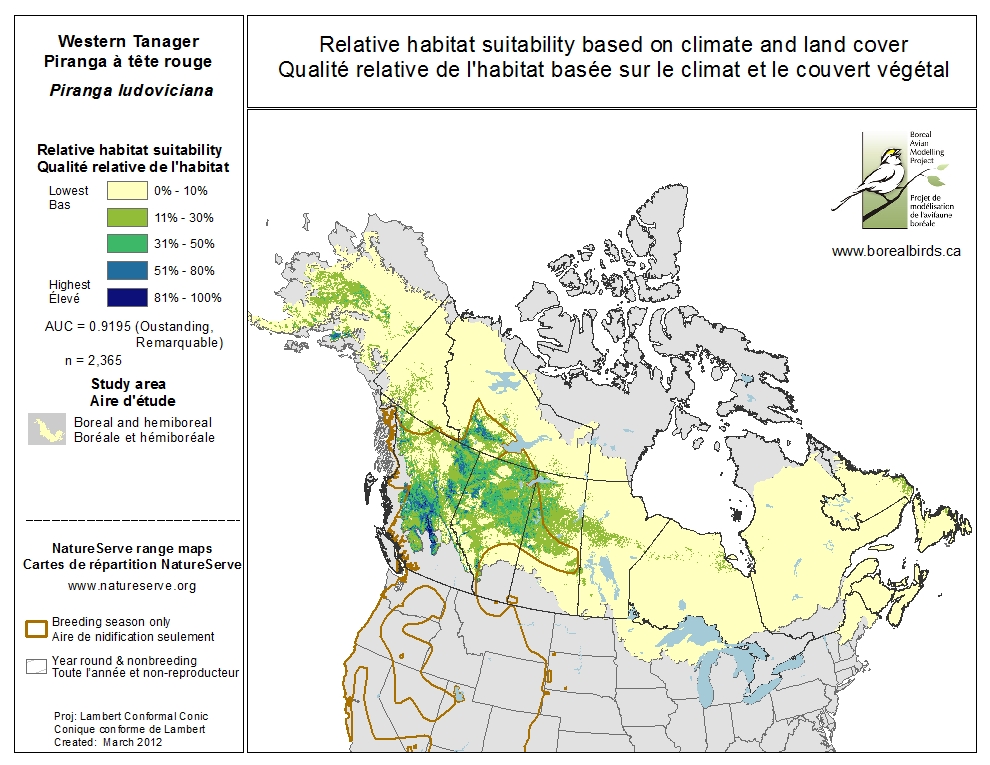 Western Tanager
Piranga à tête rouge
Piranga ludoviciana
Relative habitat suitability
Qualité relative de l'habitat
Lowest
Bas
0% - 10%
11% - 30%
31% - 50%
51% - 80%
Highest
Élevé
81% - 100%
AUC = 0.9195 (Oustanding,
Remarquable)
n = 2,365
Study area
Aire d'étude
Boreal and hemiboreal
Boréale et hémiboréale
NatureServe range maps
Cartes de répartition NatureServe
www.natureserve.org
Breeding season only
Aire de nidification seulement
Year round & nonbreeding
Toute l'année et non-reproducteur
Proj: Lambert Conformal Conic
Conique conforme de Lambert
Created: March 2012
Relative habitat suitability based on climate and land cover
Qualité relative de l'habitat basée sur le climat et le couvert végétal
Boreal
Avian
Modelling
Project
Projet de
modélisation
de l'avifaune
boréale
www.borealbirds.ca